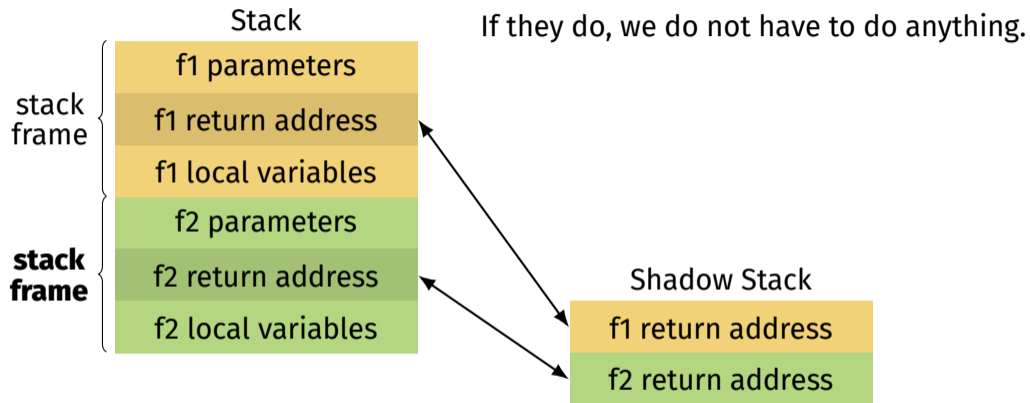 Stack
If they do, we do not have to do anything.
f1 parameters
stack
frame
f1 return address
f1 local variables
f2 parameters
stack
frame
f2 return address
f2 local variables
Shadow Stack
f1 return address
f2 return address